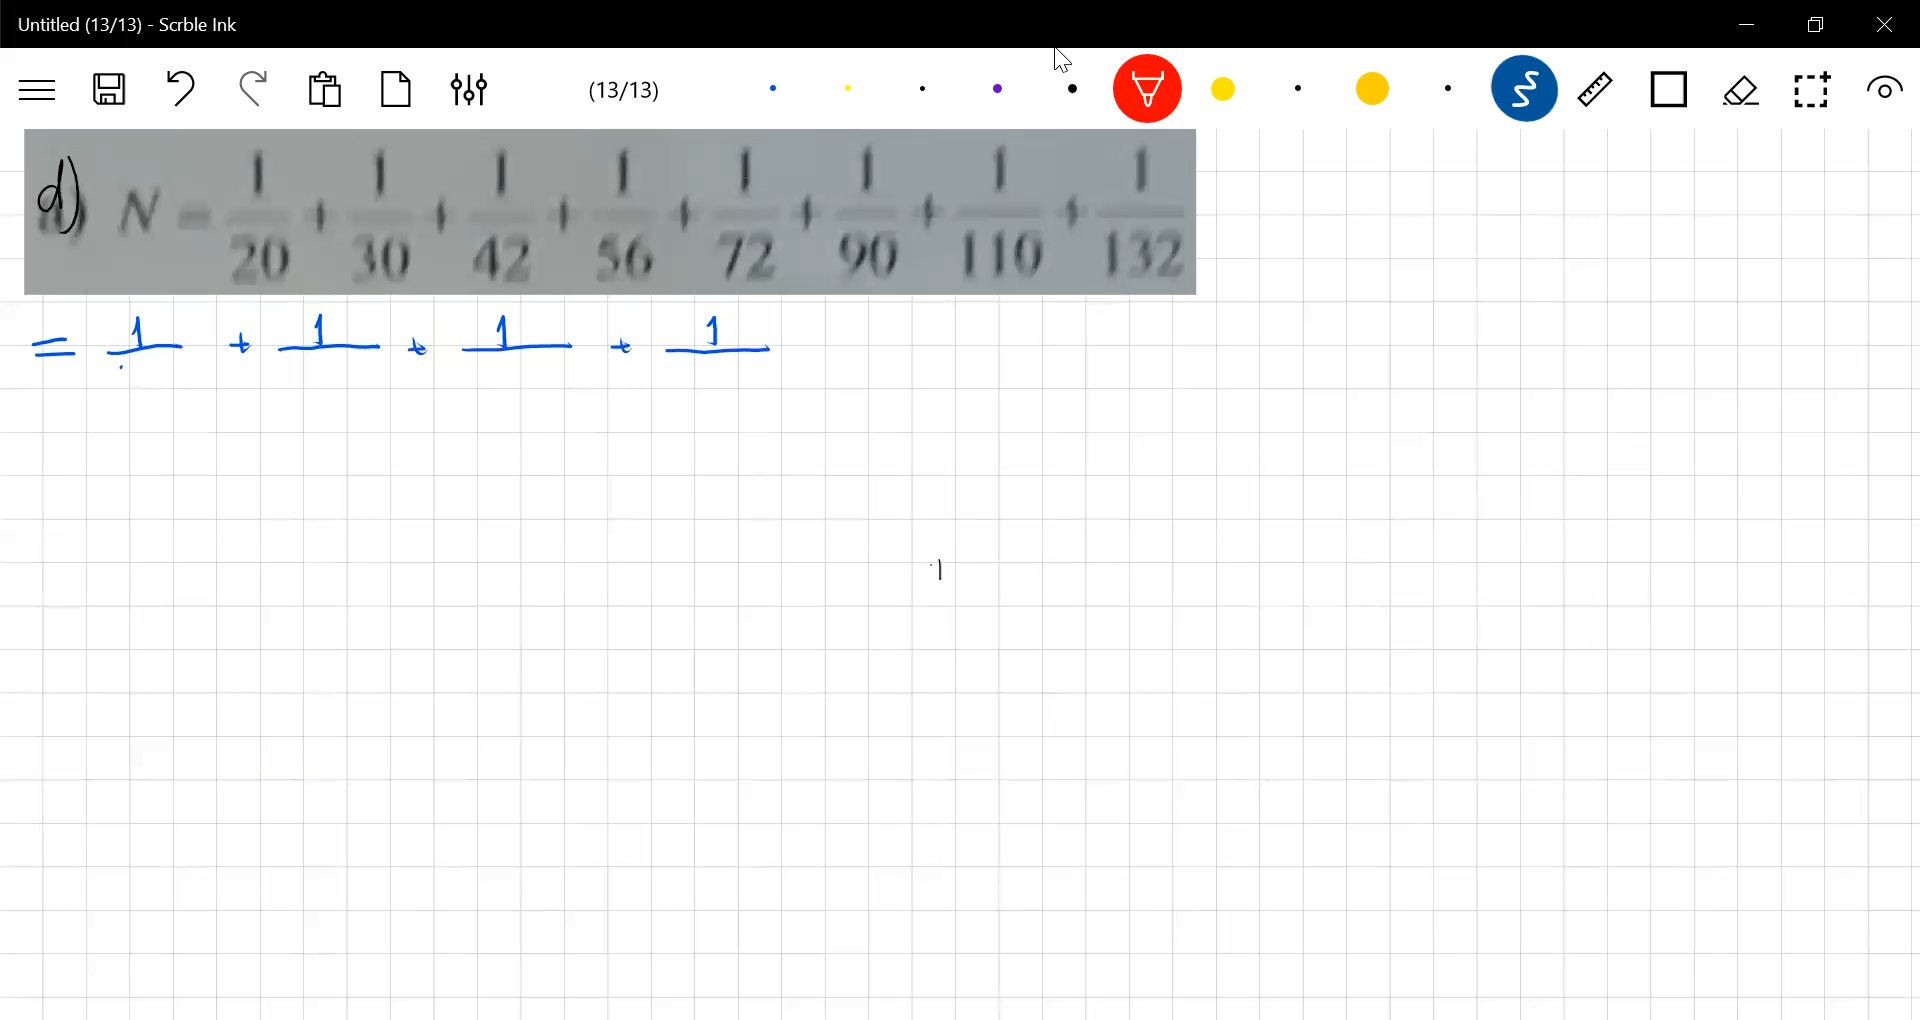 Untitled (13/13) - Scrble Ink
(13/13)
d) N = 1/20 + 1/30 + 1/42 + 1/56 + 1/72 + 1/90 + 1/110 + 1/132
= 1/ + 1/ + 1/ + 1/
1